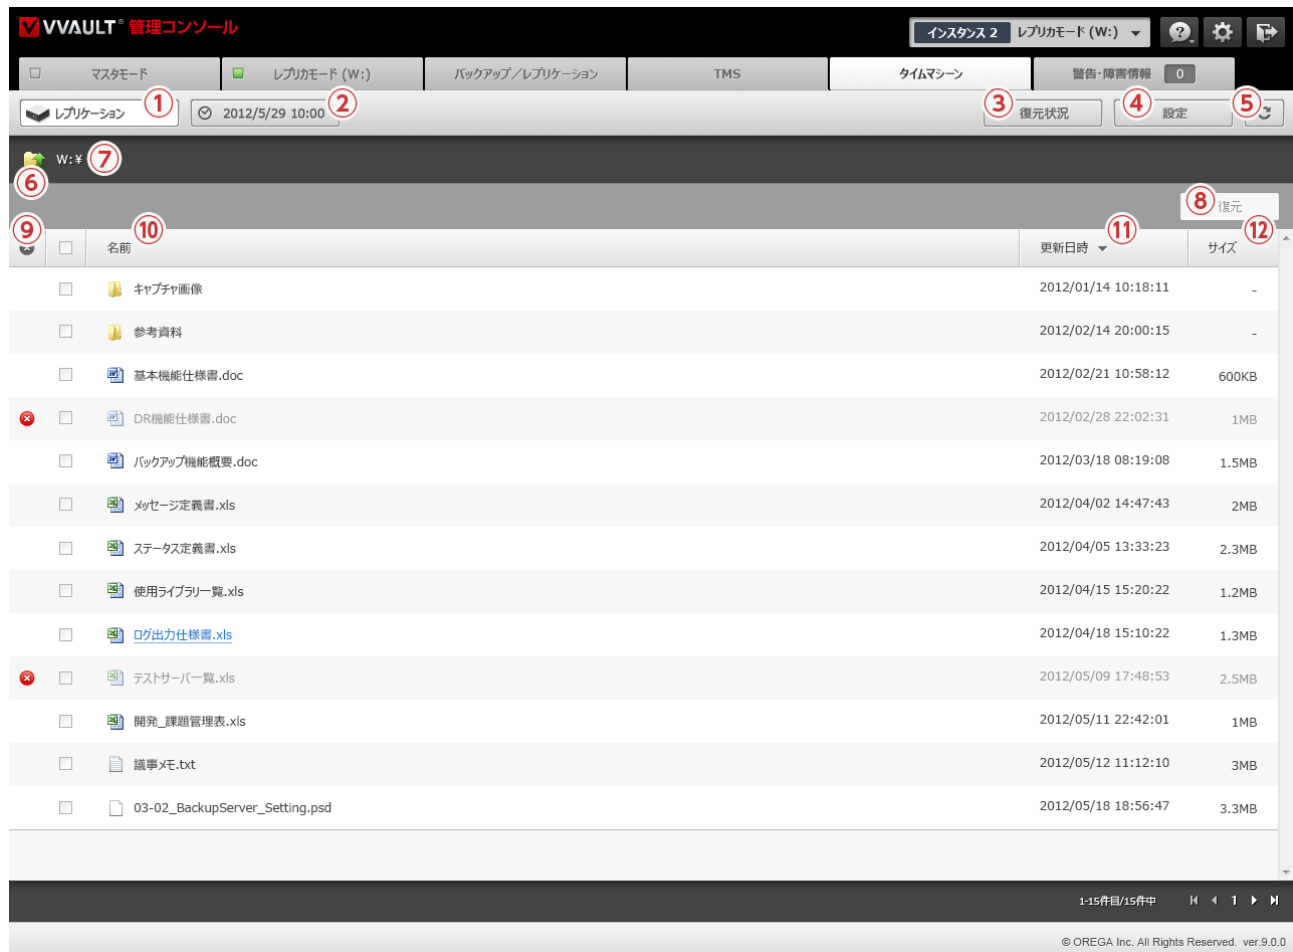 VVAULT® 管理コンソール
インスタンス 2 レプリカモード (W:)
マスタモード レプリカモード (W:) バックアップ／レプリケーション TMS タイムマシーン 警告・障害情報 0
レプリケーション ① 2012/5/29 10:00 ② ③ 復元状況 ④ 設定 ⑤
W:¥ ⑦
⑥
⑧ 復元
⑨ ⑩ ⑪ ⑫
名前 更新日時 サイズ
キャプチャ画像 2012/01/14 10:18:11 -
参考資料 2012/02/14 20:00:15 -
基本機能仕様書.doc 2012/02/21 10:58:12 600KB
DR機能仕様書.doc 2012/02/28 22:02:31 1MB
バックアップ機能概要.doc 2012/03/18 08:19:08 1.5MB
メッセージ定義書.xls 2012/04/02 14:47:43 2MB
ステータス定義書.xls 2012/04/05 13:33:23 2.3MB
使用ライブラリ一覧.xls 2012/04/15 15:20:22 1.2MB
ログ出力仕様書.xls 2012/04/18 15:10:22 1.3MB
テストサーバ一覧.xls 2012/05/09 17:48:53 2.5MB
開発_課題管理表.xls 2012/05/11 22:42:01 1MB
議事メモ.txt 2012/05/12 11:12:10 3MB
03-02_BackupServer_Setting.psd 2012/05/18 18:56:47 3.3MB
1-15件目/15件中 1
© OREGA Inc. All Rights Reserved. ver.9.0.0